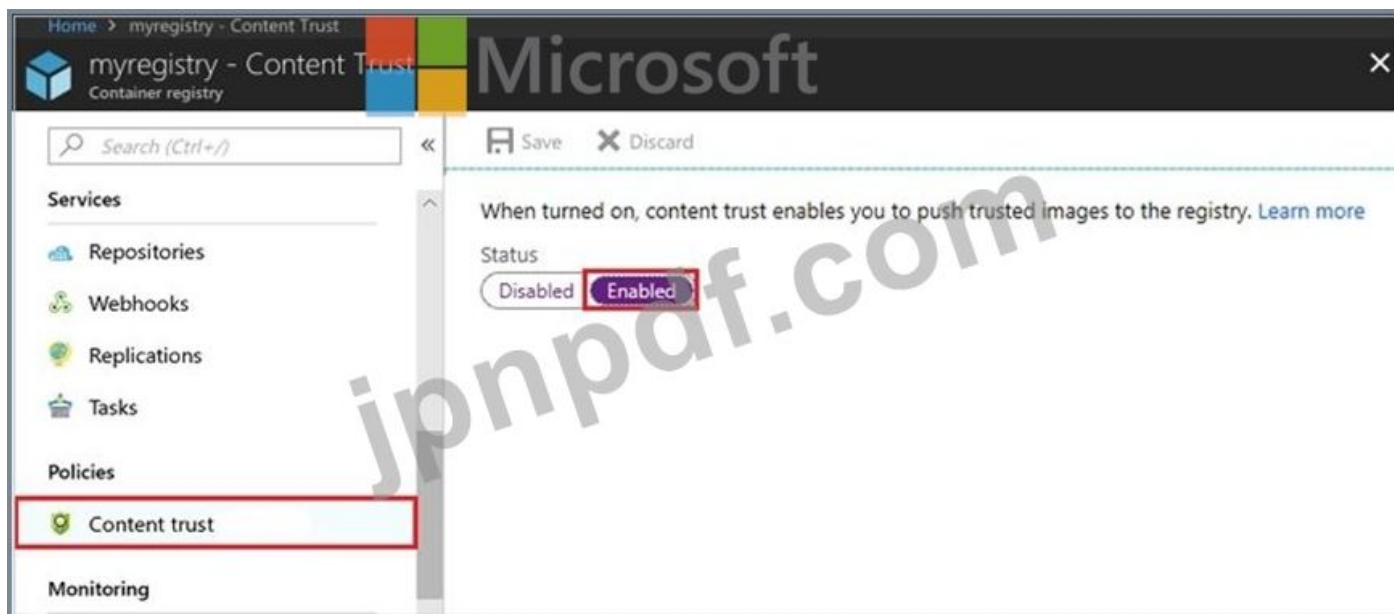 Home > myregistry - Content Trust
myregistry - Content Trust
Container registry
Microsoft
Search (Ctrl+/)
«
Save
Discard
Services
Repositories
Webhooks
Replications
Tasks
Policies
Content trust
Monitoring
When turned on, content trust enables you to push trusted images to the registry. Learn more
Status
Disabled Enabled
jpnpdf.com